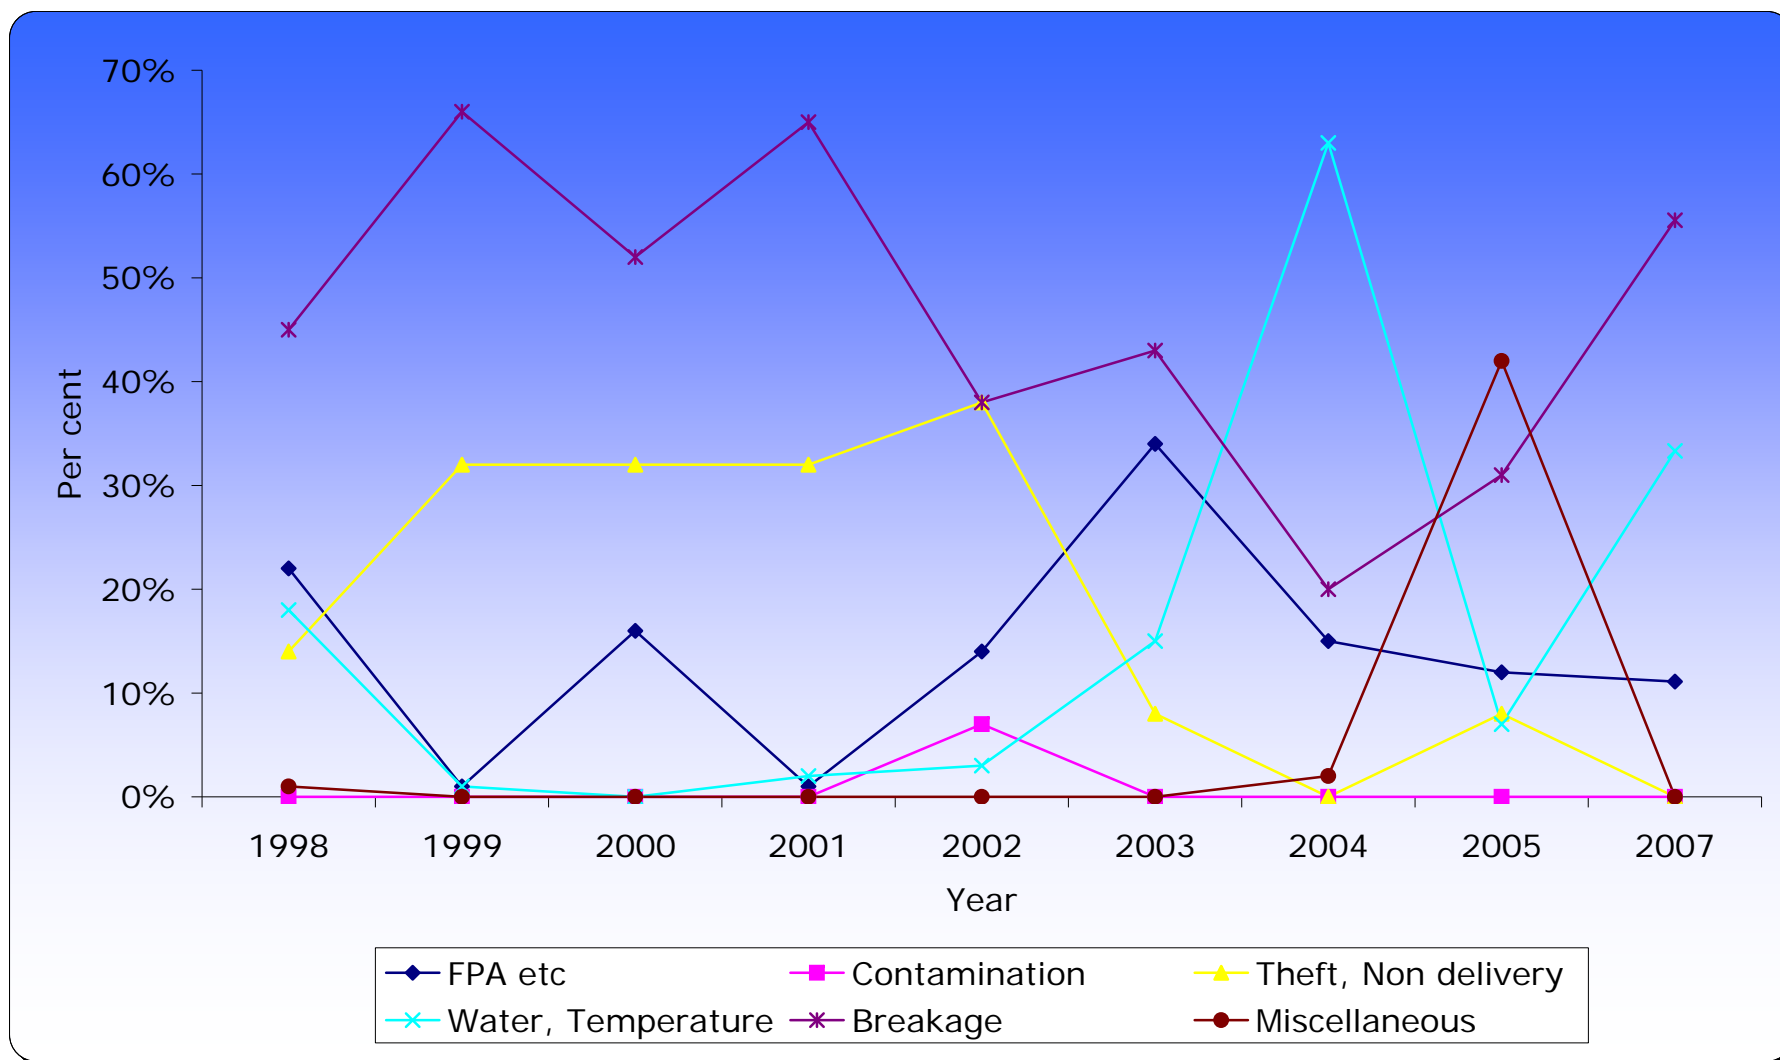 70%
60%
50%
40%
30%
20%
10%
0%
Per cent
1998 1999 2000 2001 2002 2003 2004 2005 2007
Year
FPA etc Contamination Theft, Non delivery
Water, Temperature Breakage Miscellaneous